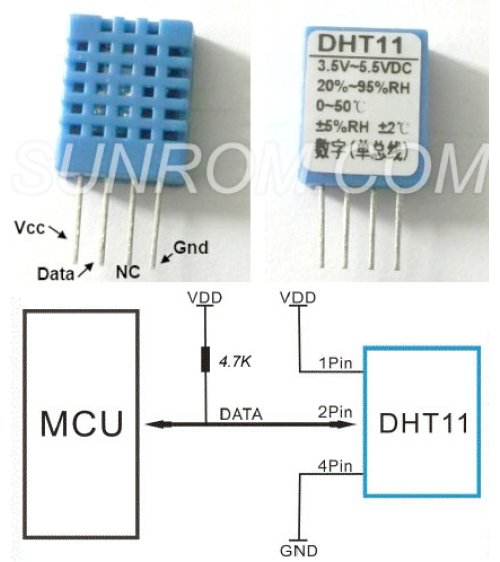 DHT11
3.5V~5.5VDC
20%~95%RH
0~50℃
±5%RH ±2℃
数字(单总线)
SUNROM.COM
Vcc
Data
NC
Gnd
VDD
VDD
4.7K
1Pin
MCU
DATA
2Pin
DHT11
4Pin
GND